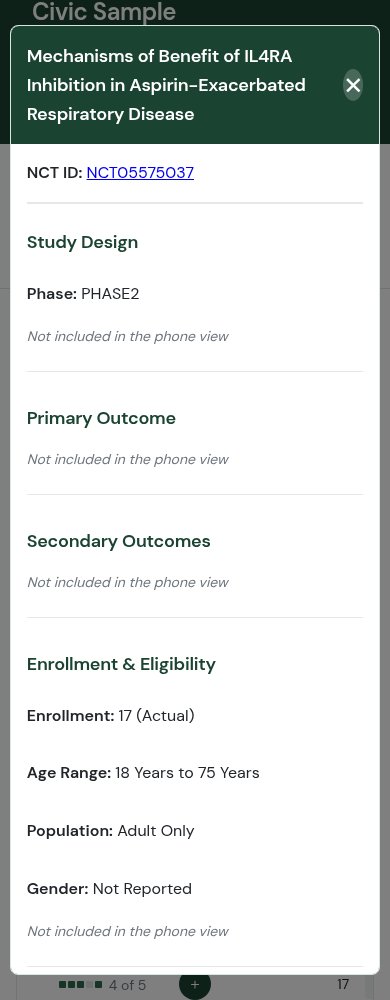 Civic Sample
Mechanisms of Benefit of IL4RA
Inhibition in Aspirin-Exacerbated
Respiratory Disease
×
NCT ID: NCT05575037
Study Design
Phase: PHASE2
Not included in the phone view
Primary Outcome
Not included in the phone view
Secondary Outcomes
Not included in the phone view
Enrollment & Eligibility
Enrollment: 17 (Actual)
Age Range: 18 Years to 75 Years
Population: Adult Only
Gender: Not Reported
Not included in the phone view
4 of 5 + 17